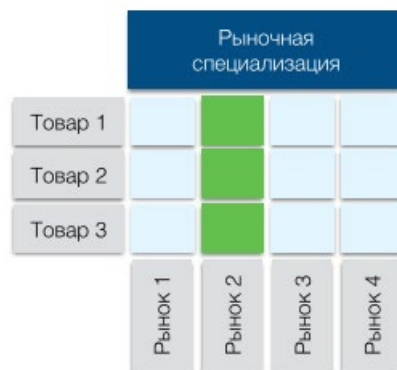 Рыночная
специализация
Товар 1
Товар 2
Товар 3
Рынок 1
Рынок 2
Рынок 3
Рынок 4